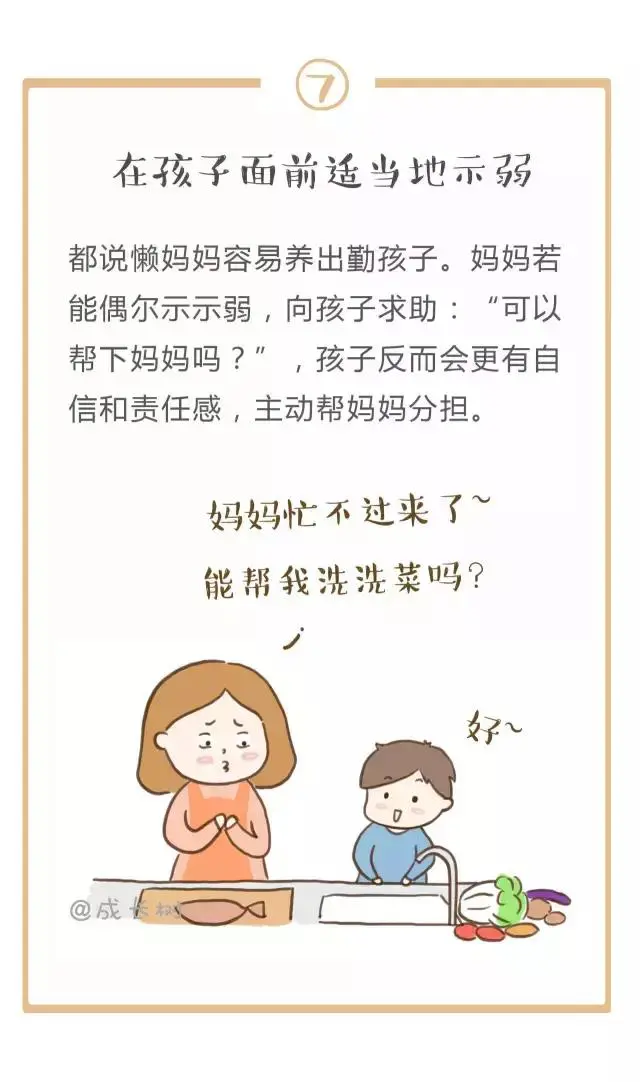 7
在孩子面前适当地示弱
都说懒妈妈容易养出勤孩子。妈妈若
能偶尔示示弱，向孩子求助：“可以
帮下妈妈吗？”，孩子反而会更有自
信和责任感，主动帮妈妈分担。
妈妈忙不过来了~
能帮我洗洗菜吗?
好~
@成长树